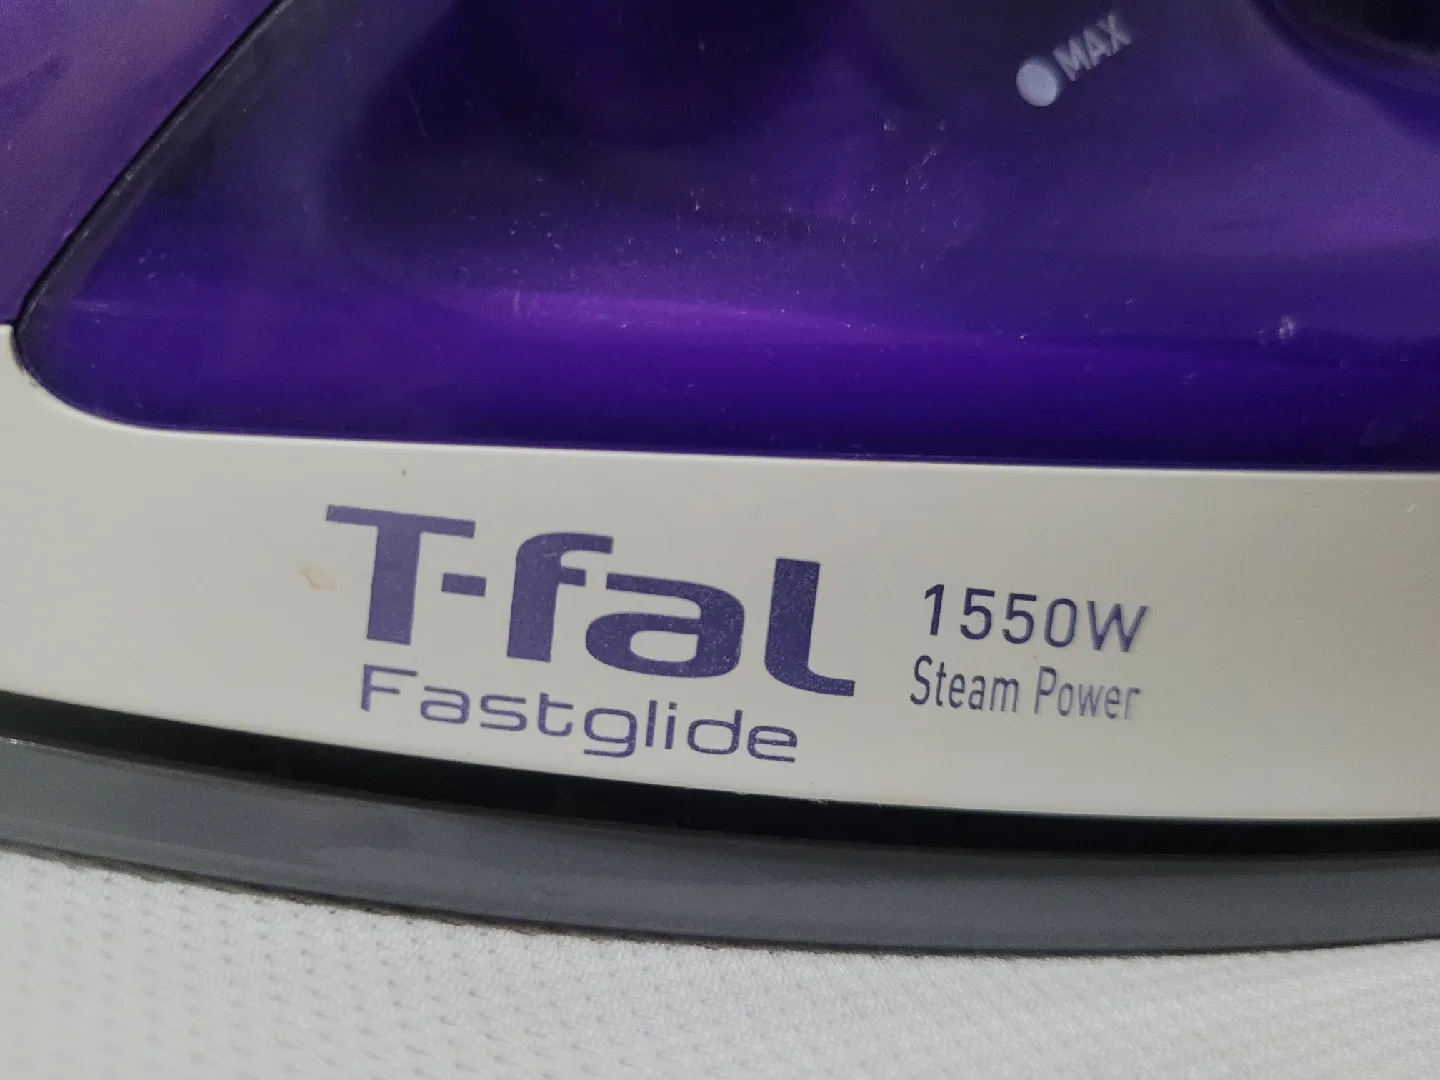 MAX
T-fal
Fastglide
1550W
Steam Power